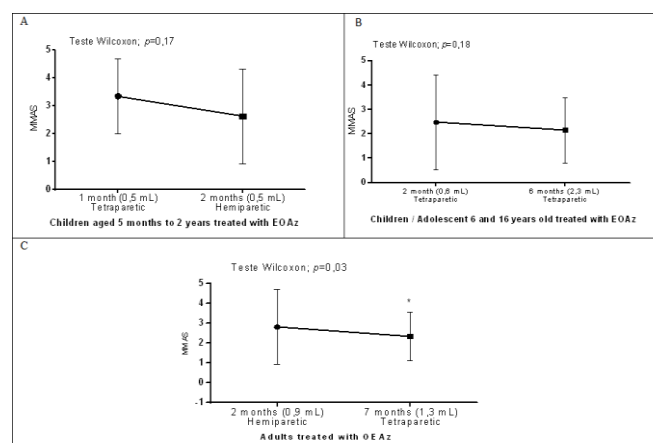 A
Teste Wilcoxon; p=0,17
5
4
3
2
1
0
MMAS
1 month (0,5 mL)
Tetraparetic
2 months (0,5 mL)
Hemiparetic
Children aged 5 months to 2 years treated with EOAz
B
Teste Wilcoxon; p=0,18
5
4
3
2
1
0
MMAS
2 month (0,6 mL)
Tetraparetic
6 months (2,3 mL)
Tetraparetic
Children / Adolescent 6 and 16 years old treated with EOAz
C
Teste Wilcoxon; p=0,03
5
4
3
2
1
0
-1
MMAS
*
2 months (0,9 mL)
Hemiparetic
7 months (1,3 mL)
Tetraparetic
Adults treated with OEAz